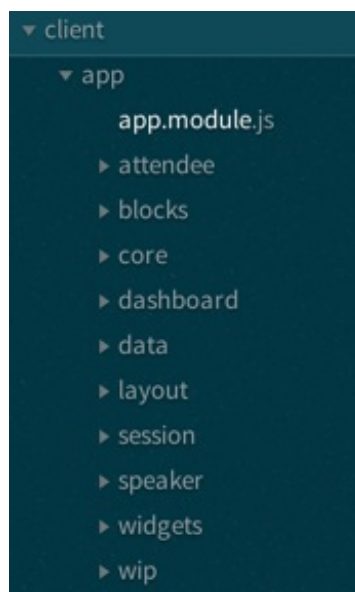 client
app
app.module.js
attendee
blocks
core
dashboard
data
layout
session
speaker
widgets
wip